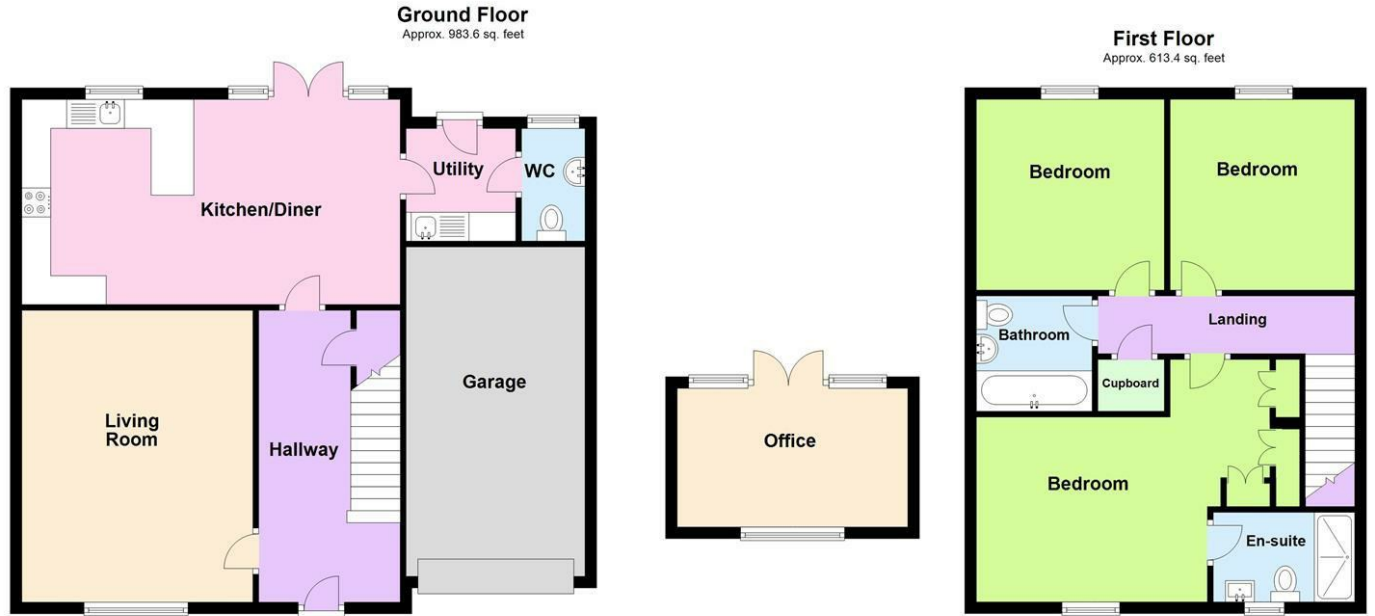 Ground Floor
Approx. 983.6 sq. feet
Kitchen/Diner
Utility
WC
Living
Room
Hallway
Garage
Office
First Floor
Approx. 613.4 sq. feet
Bedroom
Bedroom
Bathroom
Landing
Cupboard
Bedroom
En-suite